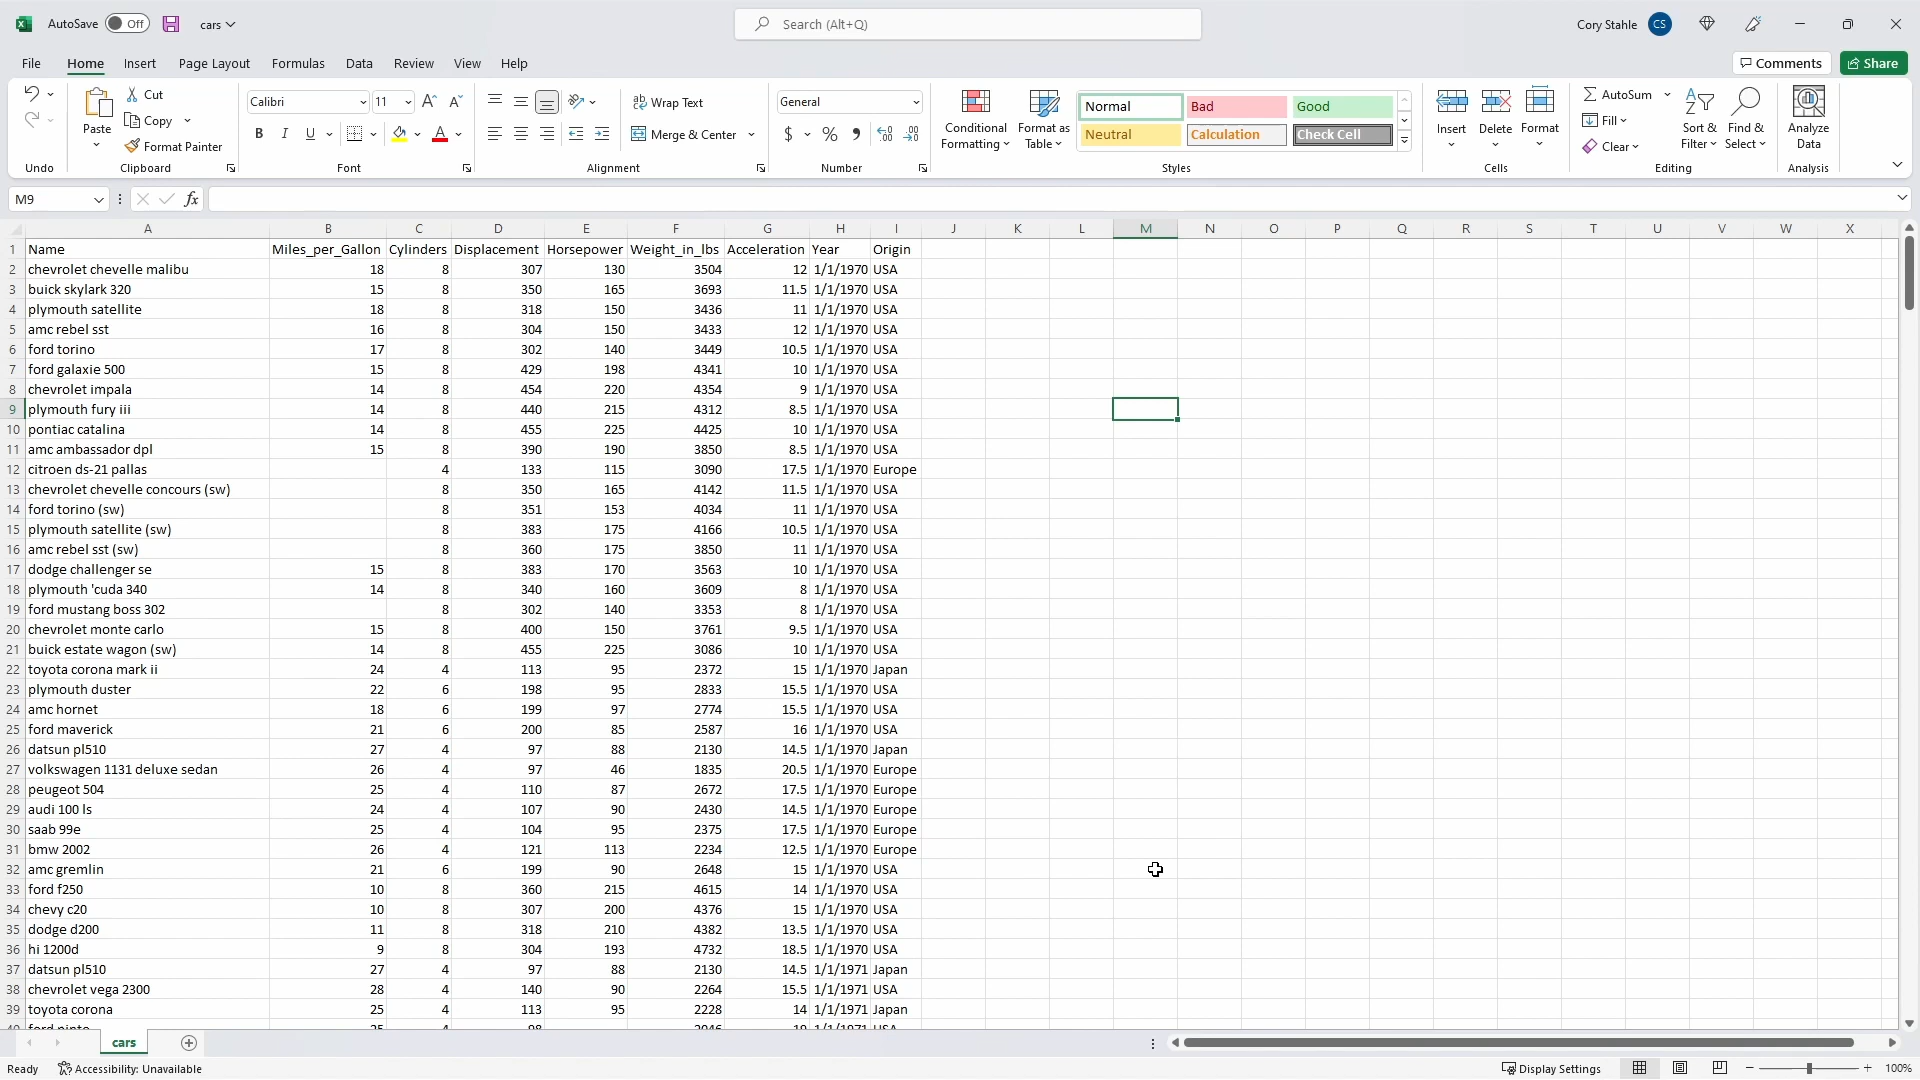 AutoSave Off cars Search (Alt+Q) Cory Stahle CS
File Home Insert Page Layout Formulas Data Review View Help Comments Share
Paste Cut Copy Format Painter Calibri 11 B I U A Wrap Text Merge & Center General $ % Conditional Formatting Format as Table Normal Bad Good Neutral Calculation Check Cell Insert Delete Format AutoSum Fill Clear Sort & Filter Find & Select Analyze Data
Undo Clipboard Font Alignment Number Styles Cells Editing Analysis
M9 fx
A B C D E F G H I J K L M N O P Q R S T U V W X
1 Name Miles_per_Gallon Cylinders Displacement Horsepower Weight_in_lbs Acceleration Year Origin
2 chevrolet chevelle malibu 18 8 307 130 3504 12 1/1/1970 USA
3 buick skylark 320 15 8 350 165 3693 11.5 1/1/1970 USA
4 plymouth satellite 18 8 318 150 3436 11 1/1/1970 USA
5 amc rebel sst 16 8 304 150 3433 12 1/1/1970 USA
6 ford torino 17 8 302 140 3449 10.5 1/1/1970 USA
7 ford galaxie 500 15 8 429 198 4341 10 1/1/1970 USA
8 chevrolet impala 14 8 454 220 4354 9 1/1/1970 USA
9 plymouth fury iii 14 8 440 215 4312 8.5 1/1/1970 USA
10 pontiac catalina 14 8 455 225 4425 10 1/1/1970 USA
11 amc ambassador dpl 15 8 390 190 3850 8.5 1/1/1970 USA
12 citroen ds-21 pallas 4 133 115 3090 17.5 1/1/1970 Europe
13 chevrolet chevelle concours (sw) 8 350 165 4142 11.5 1/1/1970 USA
14 ford torino (sw) 8 351 153 4034 11 1/1/1970 USA
15 plymouth satellite (sw) 8 383 175 4166 10.5 1/1/1970 USA
16 amc rebel sst (sw) 8 360 175 3850 11 1/1/1970 USA
17 dodge challenger se 15 8 383 170 3563 10 1/1/1970 USA
18 plymouth 'cuda 340 14 8 340 160 3609 8 1/1/1970 USA
19 ford mustang boss 302 8 302 140 3353 8 1/1/1970 USA
20 chevrolet monte carlo 15 8 400 150 3761 9.5 1/1/1970 USA
21 buick estate wagon (sw) 14 8 455 225 3086 10 1/1/1970 USA
22 toyota corona mark ii 24 4 113 95 2372 15 1/1/1970 Japan
23 plymouth duster 22 6 198 95 2833 15.5 1/1/1970 USA
24 amc hornet 18 6 199 97 2774 15.5 1/1/1970 USA
25 ford maverick 21 6 200 85 2587 16 1/1/1970 USA
26 datsun pl510 27 4 97 88 2130 14.5 1/1/1970 Japan
27 volkswagen 1131 deluxe sedan 26 4 97 46 1835 20.5 1/1/1970 Europe
28 peugeot 504 25 4 110 87 2672 17.5 1/1/1970 Europe
29 audi 100 ls 24 4 107 90 2430 14.5 1/1/1970 Europe
30 saab 99e 25 4 104 95 2375 17.5 1/1/1970 Europe
31 bmw 2002 26 4 121 113 2234 12.5 1/1/1970 Europe
32 amc gremlin 21 6 199 90 2648 15 1/1/1970 USA
33 ford f250 10 8 360 215 4615 14 1/1/1970 USA
34 chevy c20 10 8 307 200 4376 15 1/1/1970 USA
35 dodge d200 11 8 318 210 4382 13.5 1/1/1970 USA
36 hi 1200d 9 8 304 193 4732 18.5 1/1/1970 USA
37 datsun pl510 27 4 97 88 2130 14.5 1/1/1971 Japan
38 chevrolet vega 2300 28 4 140 90 2264 15.5 1/1/1971 USA
39 toyota corona 25 4 113 95 2228 14 1/1/1971 Japan
cars
Ready Accessibility: Unavailable Display Settings 100%